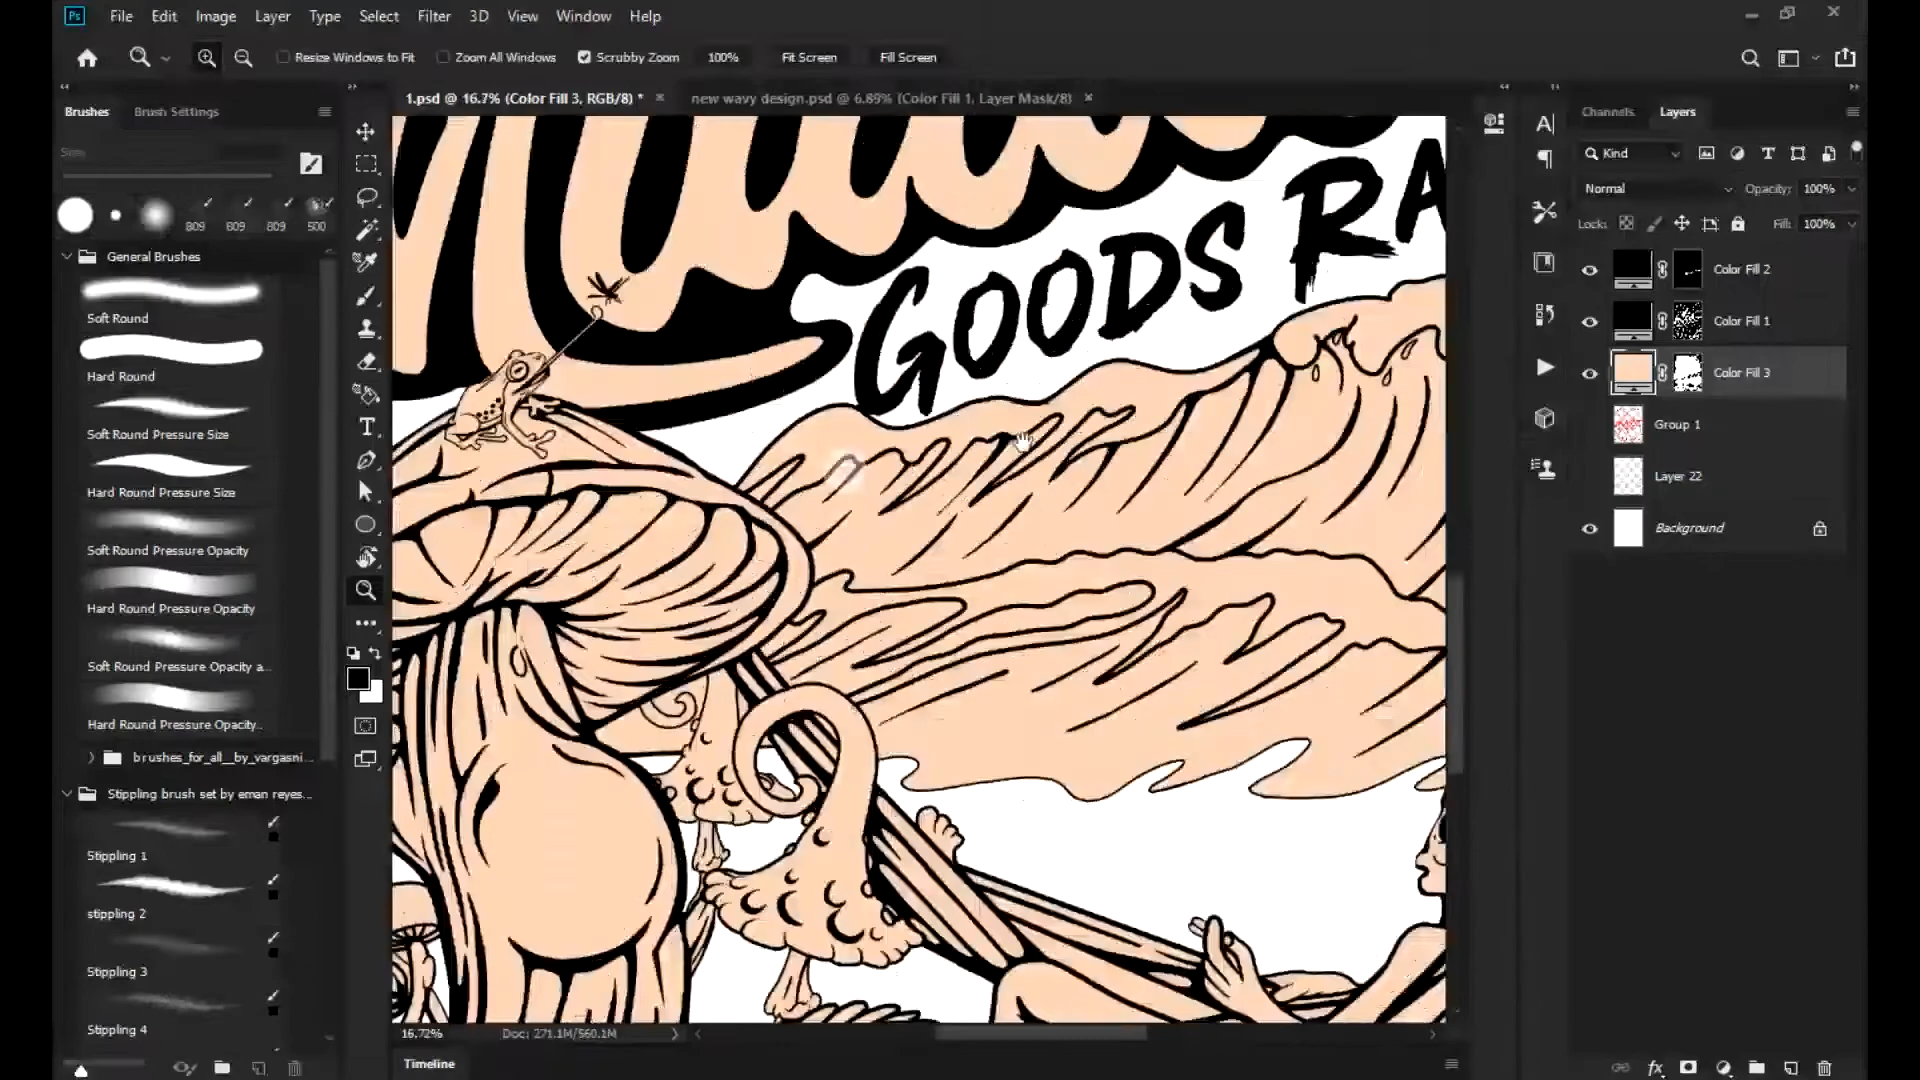 Ps File Edit Image Layer Type Select Filter 3D View Window Help
Resize Windows to Fit Zoom All Windows Scrubby Zoom 100% Fit Screen Fill Screen
1.psd @ 16.7% (Color Fill 3, RGB/8) * × new wavy design.psd @ 6.89% (Color Fill 1, Layer Mask/8) ×
Brushes Brush Settings
Size:
809 809 809 500
General Brushes
Soft Round
Hard Round
Soft Round Pressure Size
Hard Round Pressure Size
Soft Round Pressure Opacity
Hard Round Pressure Opacity
Soft Round Pressure Opacity a...
Hard Round Pressure Opacity...
brushes_for_all__by_vargasni...
Stippling brush set by eman reyes...
Stippling 1
stippling 2
Stippling 3
Stippling 4
GOODS RA
16.72% Doc: 271.1M/560.1M
Timeline
Channels Layers
Kind
Normal Opacity: 100%
Lock: Fill: 100%
Color Fill 2
Color Fill 1
Color Fill 3
Group 1
Layer 22
Background
fx